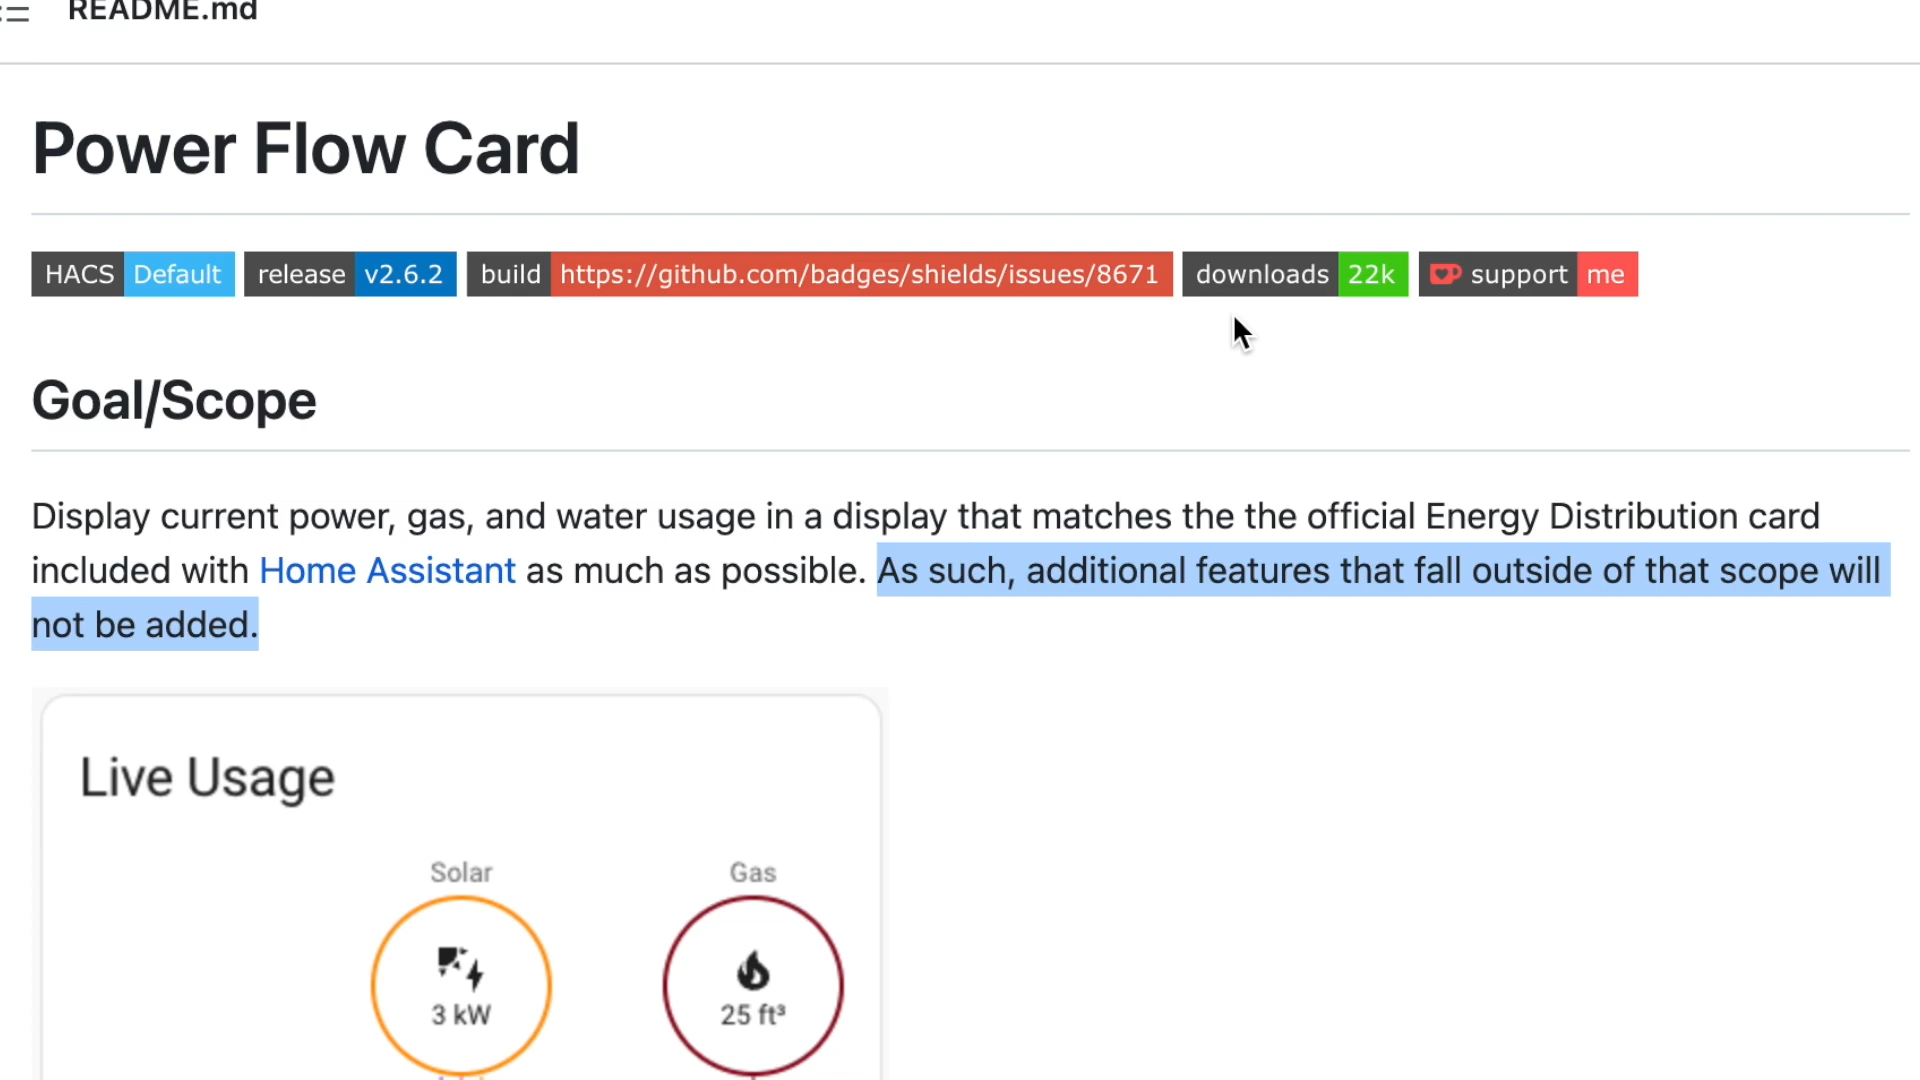 README.md
Power Flow Card
HACS Default release v2.6.2 build https://github.com/badges/shields/issues/8671 downloads 22k support me
Goal/Scope
Display current power, gas, and water usage in a display that matches the the official Energy Distribution card
included with Home Assistant as much as possible. As such, additional features that fall outside of that scope will
not be added.
Live Usage
Solar Gas
3 kW 25 ft³